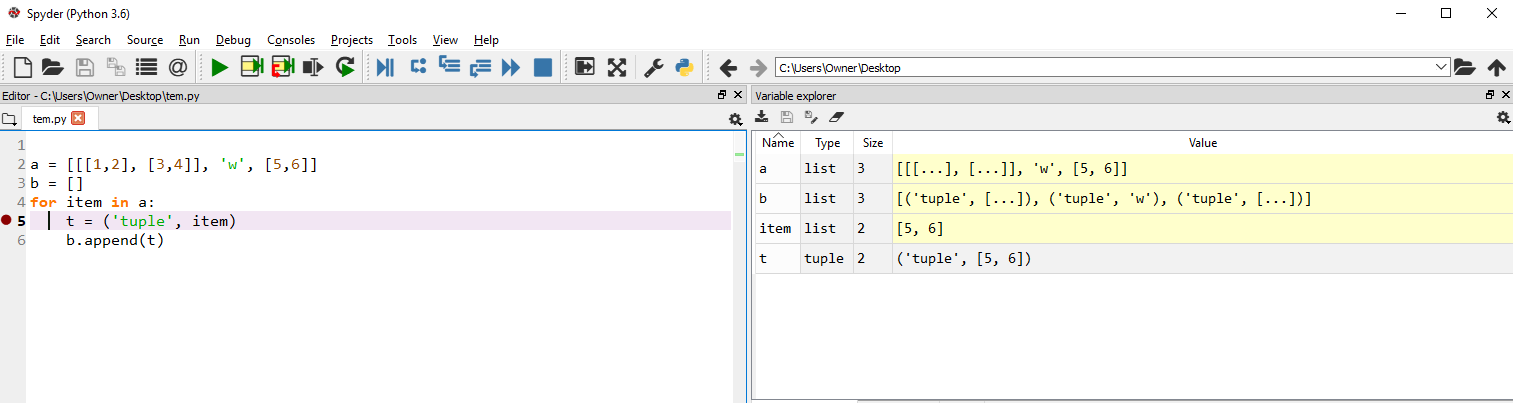 Spyder (Python 3.6)
File Edit Search Source Run Debug Consoles Projects Tools View Help
C:\Users\Owner\Desktop
Editor - C:\Users\Owner\Desktop\tem.py
tem.py
1
2 a = [[[1,2], [3,4]], 'w', [5,6]]
3 b = []
4 for item in a:
5     t = ('tuple', item)
6     b.append(t)
Variable explorer
Name Type Size Value
a list 3 [[[...], [...]], 'w', [5, 6]]
b list 3 [('tuple', [...]), ('tuple', 'w'), ('tuple', [...])]
item list 2 [5, 6]
t tuple 2 ('tuple', [5, 6])